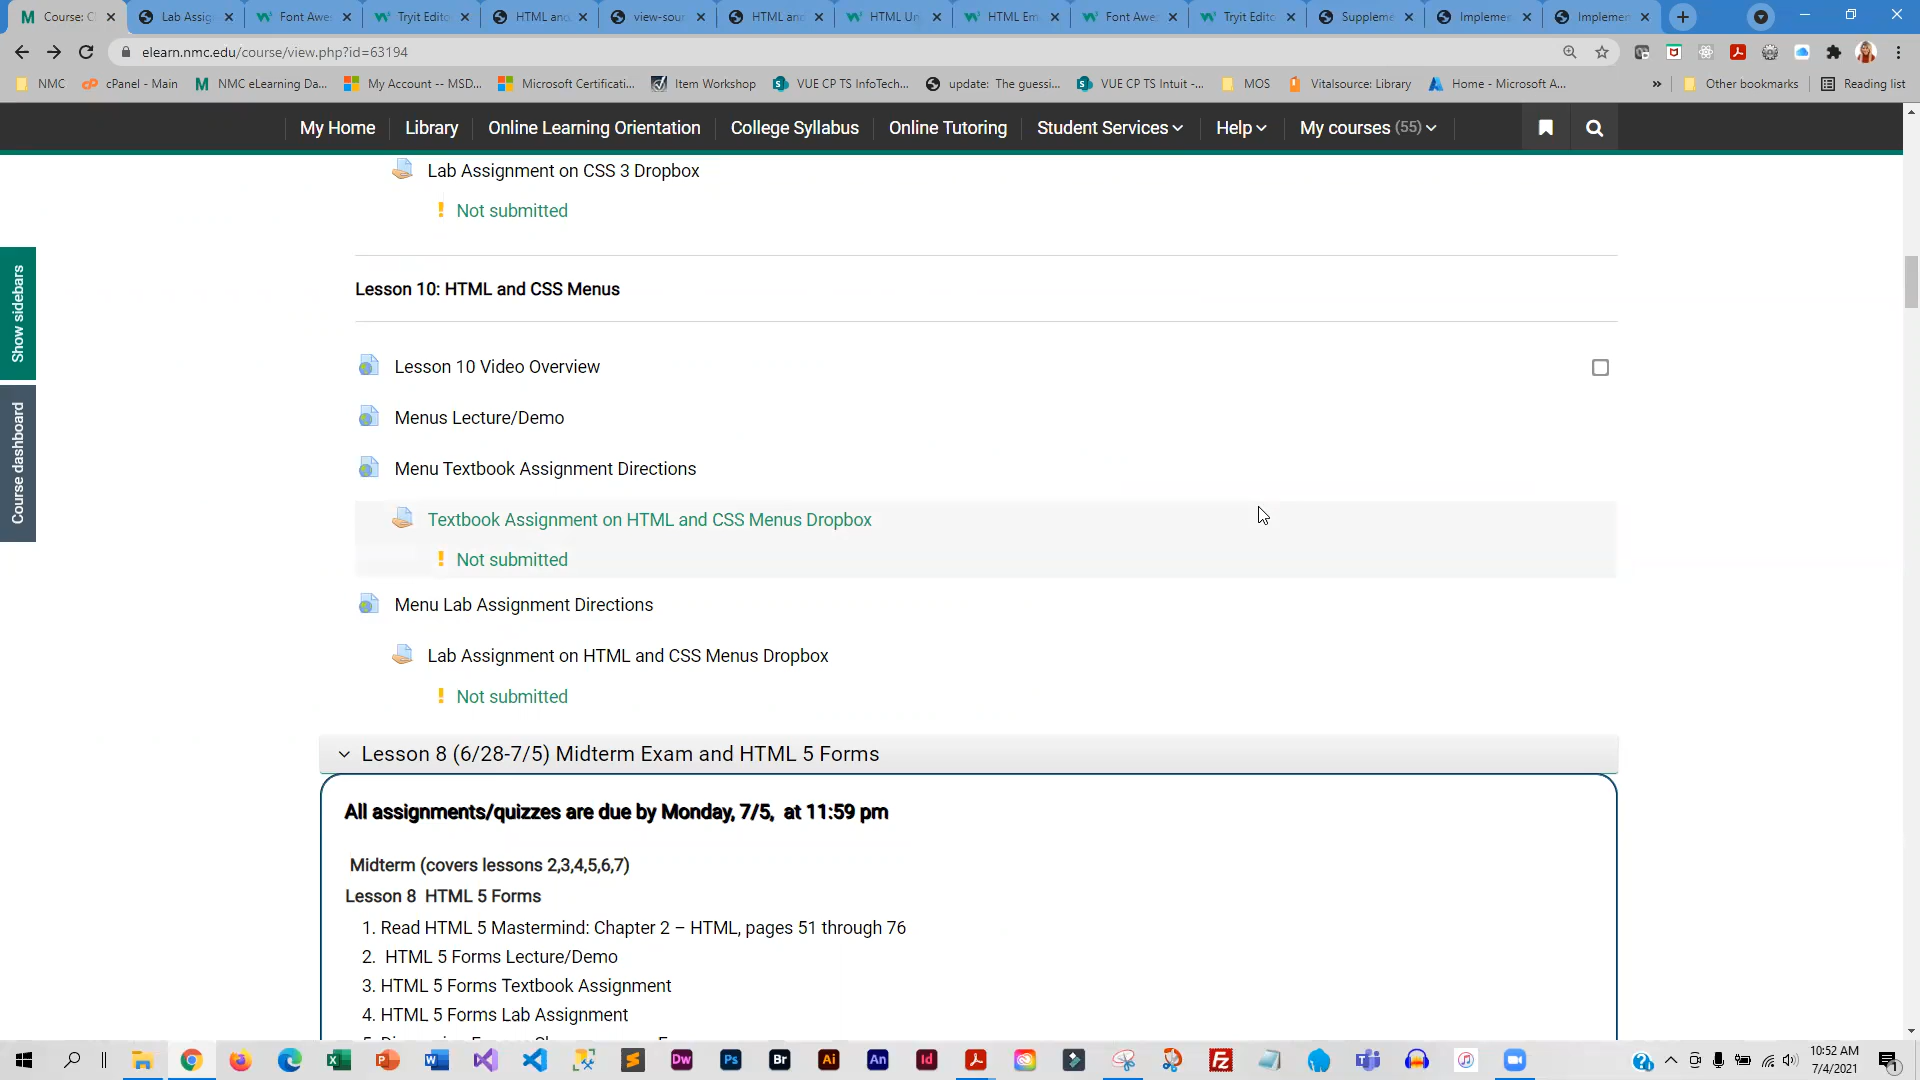 Course: C
Lab Assig
Font Awe
Tryit Edito
HTML and
view-sour
HTML and
HTML Un
HTML Em
Font Awe
Tryit Edito
Suppleme
Implemen
Implemen
elearn.nmc.edu/course/view.php?id=63194
NMC
cPanel - Main
NMC eLearning Da...
My Account -- MSD...
Microsoft Certificati...
Item Workshop
VUE CP TS InfoTech...
update: The guessi...
VUE CP TS Intuit -...
MOS
Vitalsource: Library
Home - Microsoft A...
»
Other bookmarks
Reading list
My Home
Library
Online Learning Orientation
College Syllabus
Online Tutoring
Student Services
Help
My courses (55)
Show sidebars
Course dashboard
Lab Assignment on CSS 3 Dropbox
! Not submitted
Lesson 10: HTML and CSS Menus
Lesson 10 Video Overview
Menus Lecture/Demo
Menu Textbook Assignment Directions
Textbook Assignment on HTML and CSS Menus Dropbox
! Not submitted
Menu Lab Assignment Directions
Lab Assignment on HTML and CSS Menus Dropbox
! Not submitted
Lesson 8 (6/28-7/5) Midterm Exam and HTML 5 Forms
All assignments/quizzes are due by Monday, 7/5, at 11:59 pm
Midterm (covers lessons 2,3,4,5,6,7)
Lesson 8 HTML 5 Forms
1. Read HTML 5 Mastermind: Chapter 2 – HTML, pages 51 through 76
2. HTML 5 Forms Lecture/Demo
3. HTML 5 Forms Textbook Assignment
4. HTML 5 Forms Lab Assignment
Dw
Ps
Br
Ai
An
Id
10:52 AM
7/4/2021